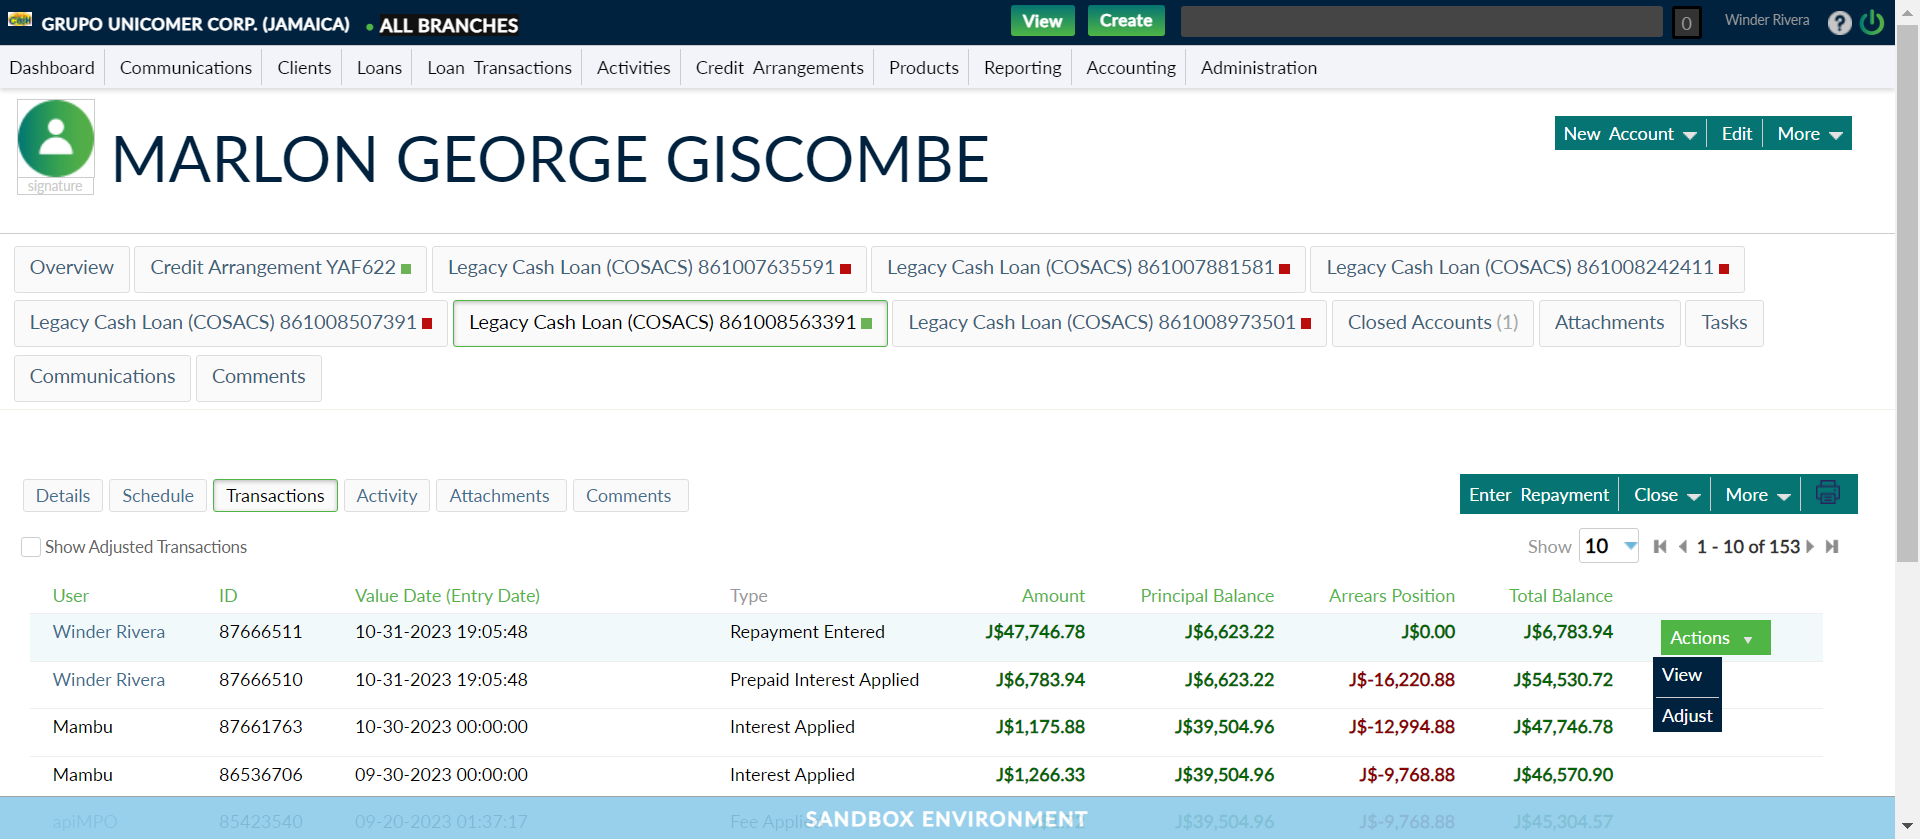 Cash GRUPO UNICOMER CORP. (JAMAICA) • ALL BRANCHES View Create 0 Winder Rivera ?
Dashboard Communications Clients Loans Loan Transactions Activities Credit Arrangements Products Reporting Accounting Administration
MARLON GEORGE GISCOMBE
signature
New Account Edit More
Overview Credit Arrangement YAF622 Legacy Cash Loan (COSACS) 861007635591 Legacy Cash Loan (COSACS) 861007881581 Legacy Cash Loan (COSACS) 861008242411
Legacy Cash Loan (COSACS) 861008507391 Legacy Cash Loan (COSACS) 861008563391 Legacy Cash Loan (COSACS) 861008973501 Closed Accounts (1) Attachments Tasks
Communications Comments
Details Schedule Transactions Activity Attachments Comments Enter Repayment Close More
Show Adjusted Transactions Show 10 1 - 10 of 153
User ID Value Date (Entry Date) Type Amount Principal Balance Arrears Position Total Balance
Winder Rivera 87666511 10-31-2023 19:05:48 Repayment Entered J$47,746.78 J$6,623.22 J$0.00 J$6,783.94 Actions
View
Winder Rivera 87666510 10-31-2023 19:05:48 Prepaid Interest Applied J$6,783.94 J$6,623.22 J$-16,220.88 J$54,530.72
Adjust
Mambu 87661763 10-30-2023 00:00:00 Interest Applied J$1,175.88 J$39,504.96 J$-12,994.88 J$47,746.78
Mambu 86536706 09-30-2023 00:00:00 Interest Applied J$1,266.33 J$39,504.96 J$-9,768.88 J$46,570.90
apiMPO 85423540 09-20-2023 01:37:17 Fee J$39,504.96 J$-9,768.88 J$45,304.57
SANDBOX ENVIRONMENT